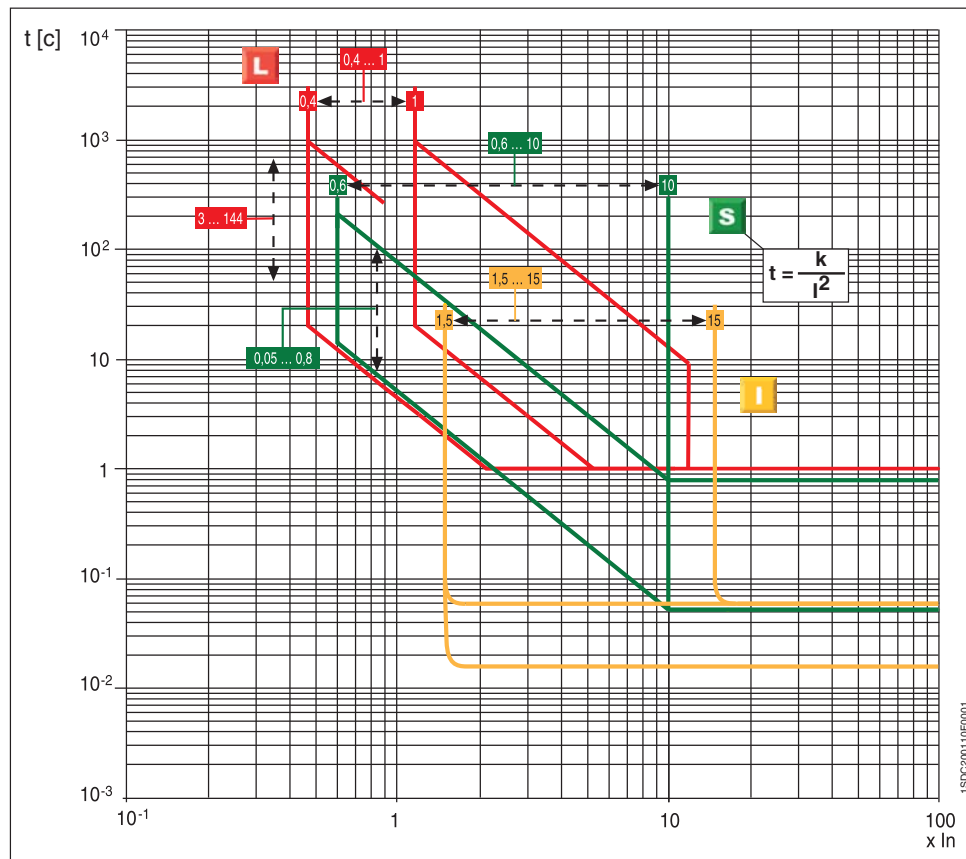 t [c]
10⁴
L
0,4 ... 1
0,4
1
10³
0,6 ... 10
0,6
10
3 ... 144
S
10²
t = k / I²
1,5 ... 15
1,5
15
0,05 ... 0,8
10
I
1
10⁻¹
10⁻²
10⁻³
10⁻¹
1
10
100
x In
1SDC200110F0001